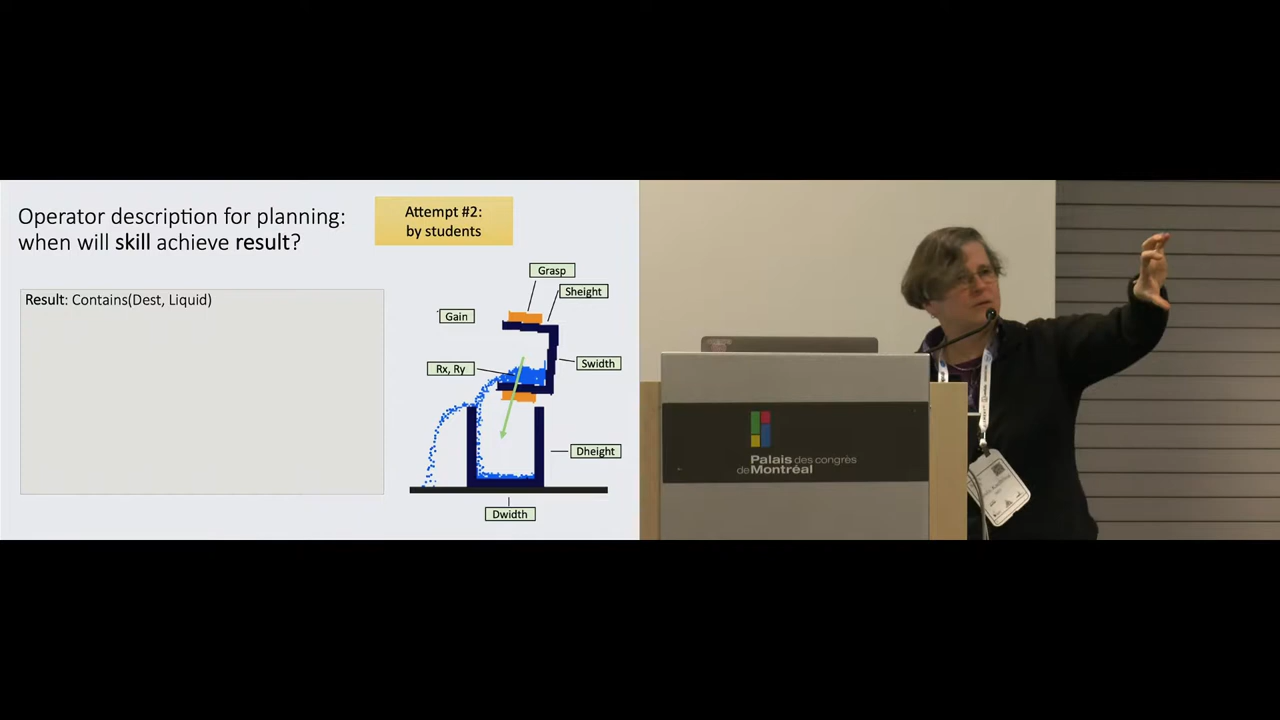 Operator description for planning:
when will skill achieve result?
Attempt #2:
by students
Result: Contains(Dest, Liquid)
Grasp
Sheight
Gain
Swidth
Rx, Ry
Dheight
Dwidth
Palais des congrès
de Montréal